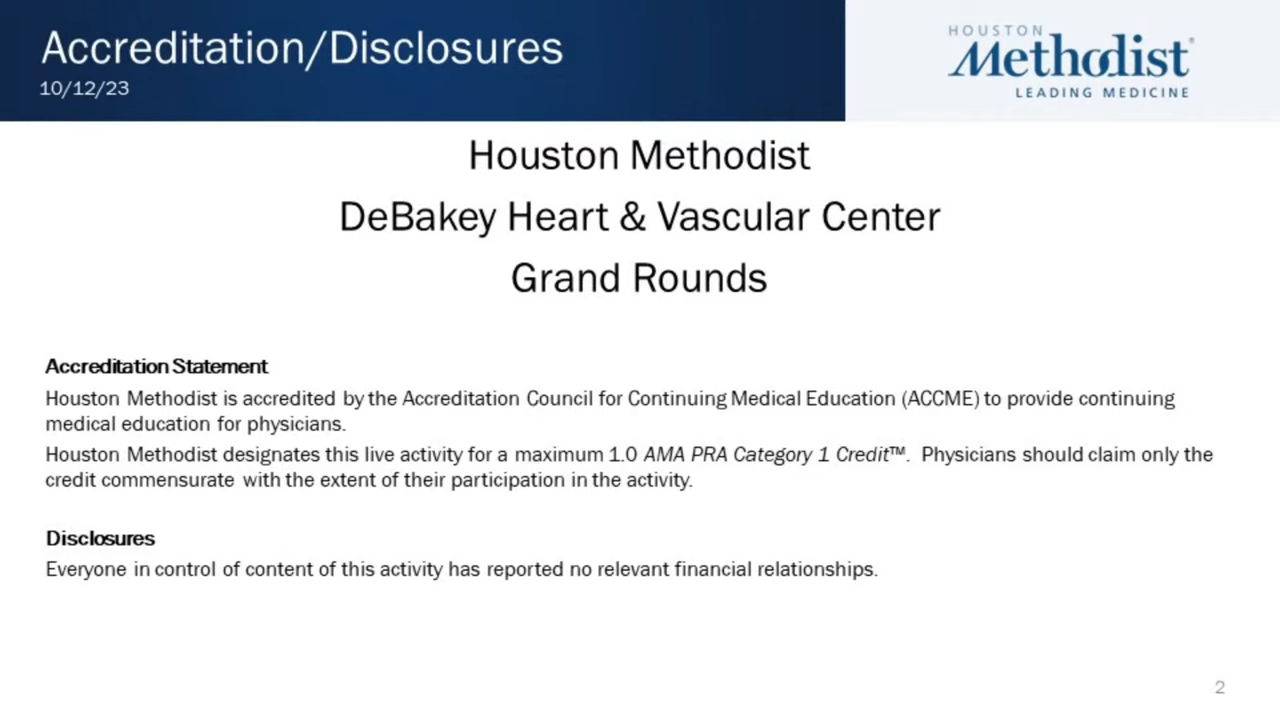 Accreditation/Disclosures
10/12/23
HOUSTON
Methodist®
LEADING MEDICINE
Houston Methodist
DeBakey Heart & Vascular Center
Grand Rounds
Accreditation Statement
Houston Methodist is accredited by the Accreditation Council for Continuing Medical Education (ACCME) to provide continuing
medical education for physicians.
Houston Methodist designates this live activity for a maximum 1.0 AMA PRA Category 1 Credit™. Physicians should claim only the
credit commensurate with the extent of their participation in the activity.
Disclosures
Everyone in control of content of this activity has reported no relevant financial relationships.
2